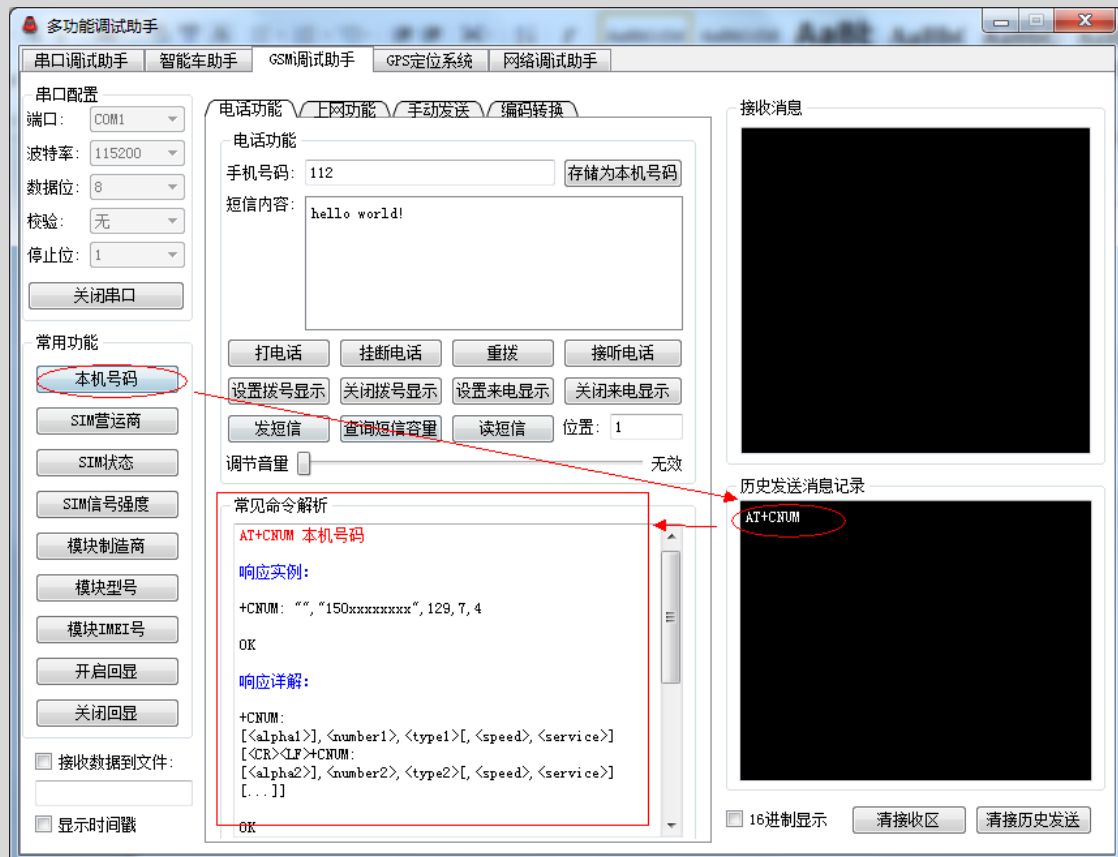 多功能调试助手
串口调试助手 智能车助手 GSM调试助手 GPS定位系统 网络调试助手
串口配置
端口: COM1
波特率: 115200
数据位: 8
校验: 无
停止位: 1
关闭串口
常用功能
本机号码
SIM营运商
SIM状态
SIM信号强度
模块制造商
模块型号
模块IMEI号
开启回显
关闭回显
接收数据到文件:
显示时间戳
电话功能 上网功能 手动发送 编码转换
电话功能
手机号码: 112 存储为本机号码
短信内容: hello world!
打电话 挂断电话 重拨 接听电话
设置拨号显示 关闭拨号显示 设置来电显示 关闭来电显示
发短信 查询短信容量 读短信 位置: 1
调节音量 无效
常见命令解析
AT+CNUM 本机号码
响应实例:
+CNUM: "","150xxxxxxxx",129,7,4
OK
响应详解:
+CNUM:
[<alpha1>],<number1>,<type1>[,<speed>,<service>]
[<CR><LF>+CNUM:
[<alpha2>],<number2>,<type2>[,<speed>,<service>]
[...]]
OK
接收消息
历史发送消息记录
AT+CNUM
16进制显示 清接收区 清接历史发送